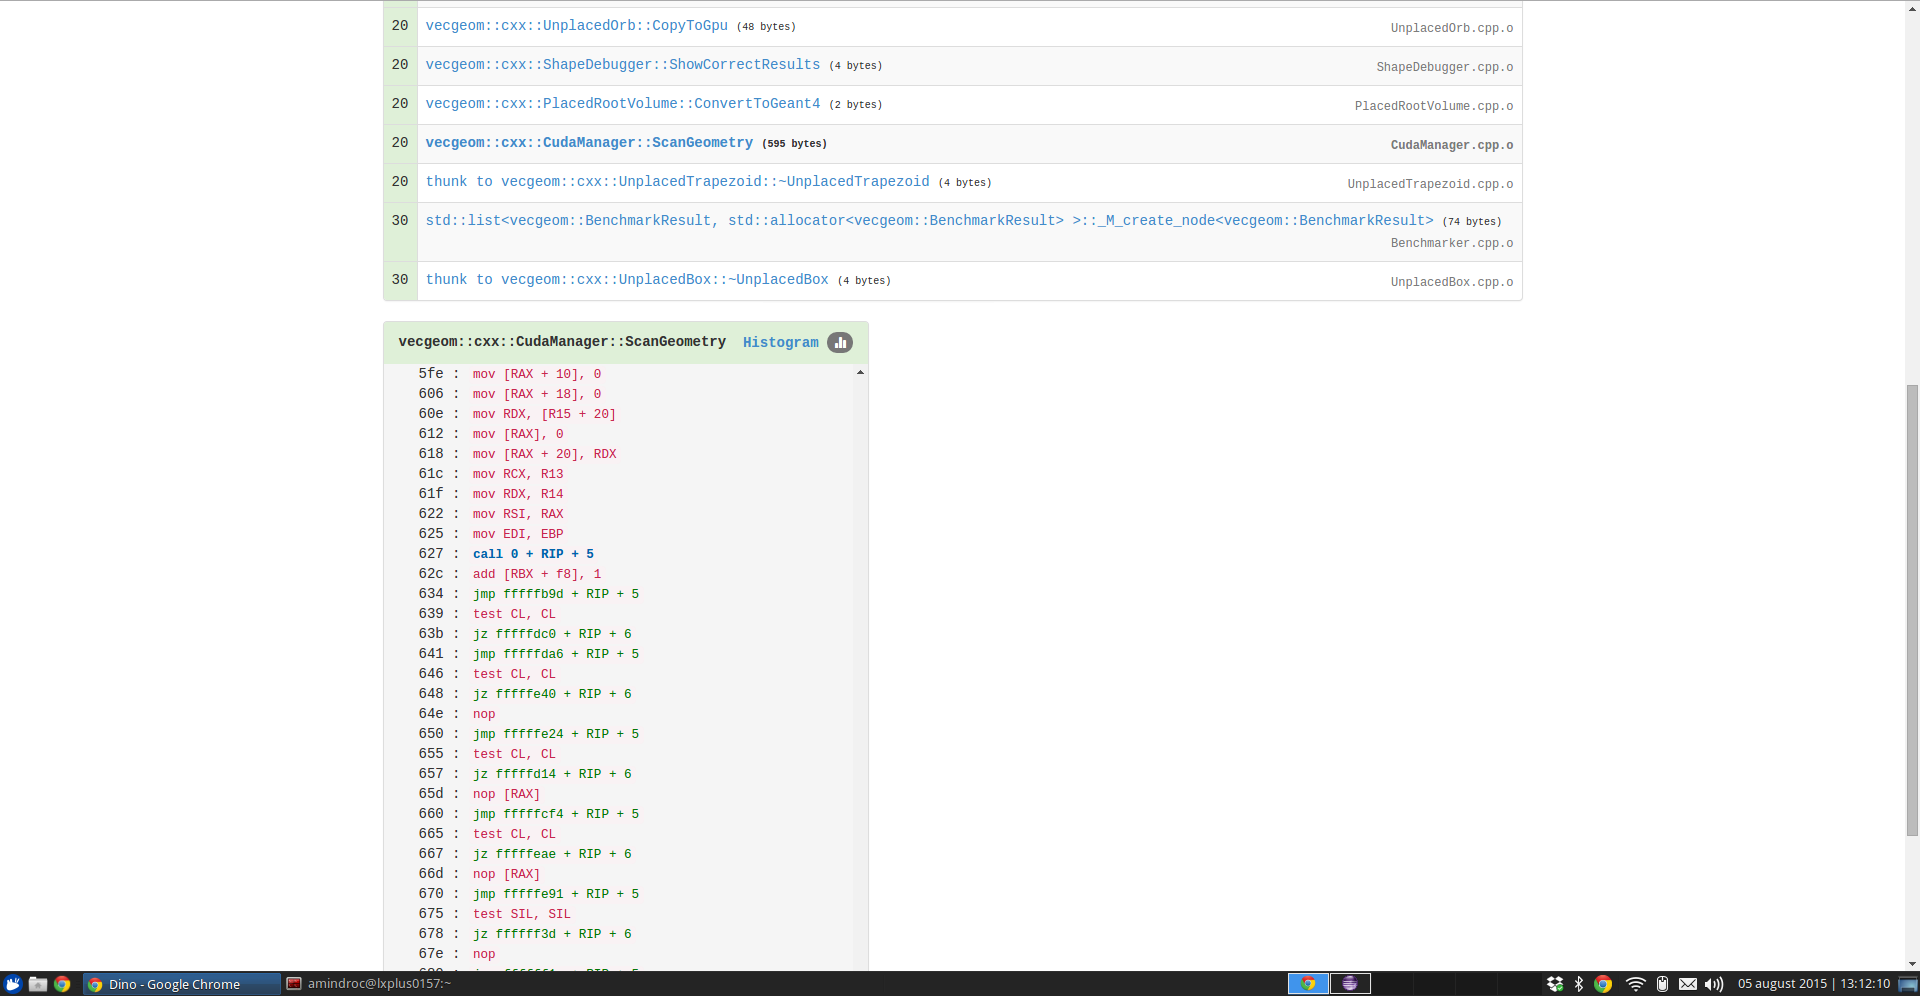 20 vecgeom::cxx::UnplacedOrb::CopyToGpu (48 bytes) UnplacedOrb.cpp.o
20 vecgeom::cxx::ShapeDebugger::ShowCorrectResults (4 bytes) ShapeDebugger.cpp.o
20 vecgeom::cxx::PlacedRootVolume::ConvertToGeant4 (2 bytes) PlacedRootVolume.cpp.o
20 vecgeom::cxx::CudaManager::ScanGeometry (595 bytes) CudaManager.cpp.o
20 thunk to vecgeom::cxx::UnplacedTrapezoid::~UnplacedTrapezoid (4 bytes) UnplacedTrapezoid.cpp.o
30 std::list<vecgeom::BenchmarkResult, std::allocator<vecgeom::BenchmarkResult> >::_M_create_node<vecgeom::BenchmarkResult> (74 bytes)
Benchmarker.cpp.o
30 thunk to vecgeom::cxx::UnplacedBox::~UnplacedBox (4 bytes) UnplacedBox.cpp.o
vecgeom::cxx::CudaManager::ScanGeometry Histogram
5fe : mov [RAX + 10], 0
606 : mov [RAX + 18], 0
60e : mov RDX, [R15 + 20]
612 : mov [RAX], 0
618 : mov [RAX + 20], RDX
61c : mov RCX, R13
61f : mov RDX, R14
622 : mov RSI, RAX
625 : mov EDI, EBP
627 : call 0 + RIP + 5
62c : add [RBX + f8], 1
634 : jmp fffffb9d + RIP + 5
639 : test CL, CL
63b : jz fffffdc0 + RIP + 6
641 : jmp fffffda6 + RIP + 5
646 : test CL, CL
648 : jz fffffe40 + RIP + 6
64e : nop
650 : jmp fffffe24 + RIP + 5
655 : test CL, CL
657 : jz fffffd14 + RIP + 6
65d : nop [RAX]
660 : jmp fffffcf4 + RIP + 5
665 : test CL, CL
667 : jz fffffeae + RIP + 6
66d : nop [RAX]
670 : jmp fffffe91 + RIP + 5
675 : test SIL, SIL
678 : jz ffffff3d + RIP + 6
67e : nop
Dino - Google Chrome amindroc@lxplus0157:~ 05 august 2015 | 13:12:10